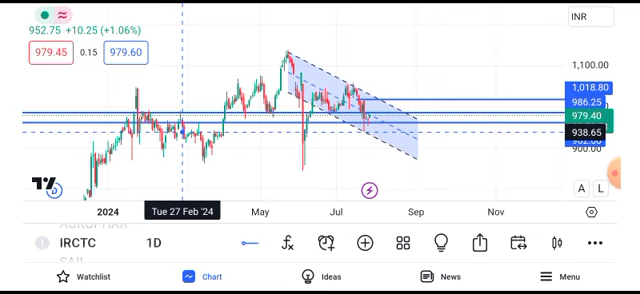 952.75 +10.25 (+1.06%)
INR
979.45 0.15 979.60
1,100.00
1,018.80
986.25
979.40
938.65
900.00
A L
2024 Tue 27 Feb '24 May Jul Sep Nov
IRCTC 1D
Watchlist Chart Ideas News Menu